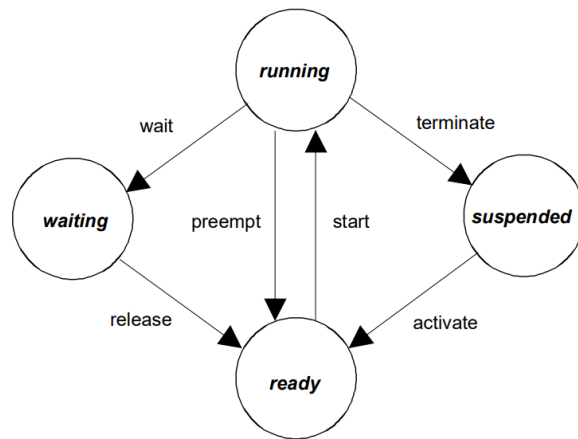 running
wait
terminate
waiting
preempt
start
suspended
release
activate
ready